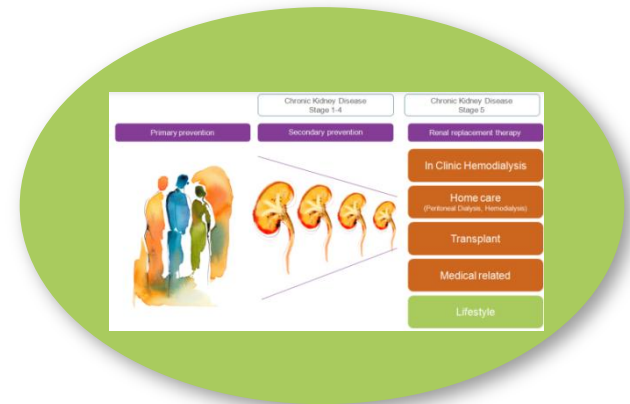 Chronic Kidney Disease
Stage 1-4
Chronic Kidney Disease
Stage 5
Primary prevention
Secondary prevention
Renal replacement therapy
In Clinic Hemodialysis
Home care
(Peritoneal Dialysis, Hemodialysis)
Transplant
Medical related
Lifestyle